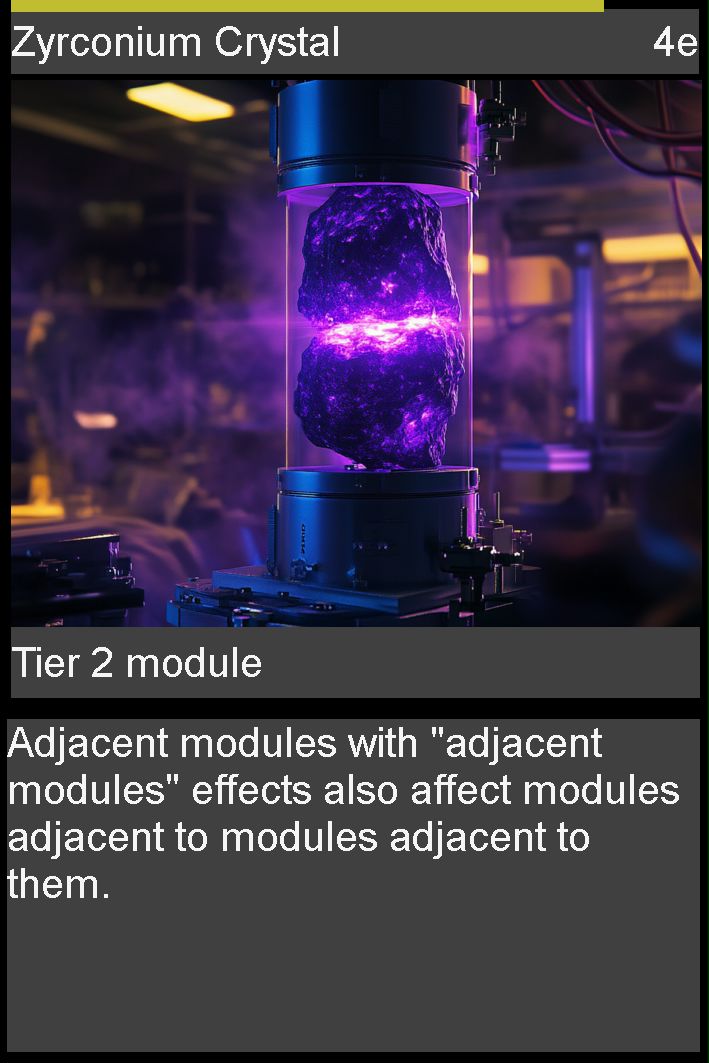 Zyrconium Crystal 4e
Tier 2 module
Adjacent modules with "adjacent
modules" effects also affect modules
adjacent to modules adjacent to
them.